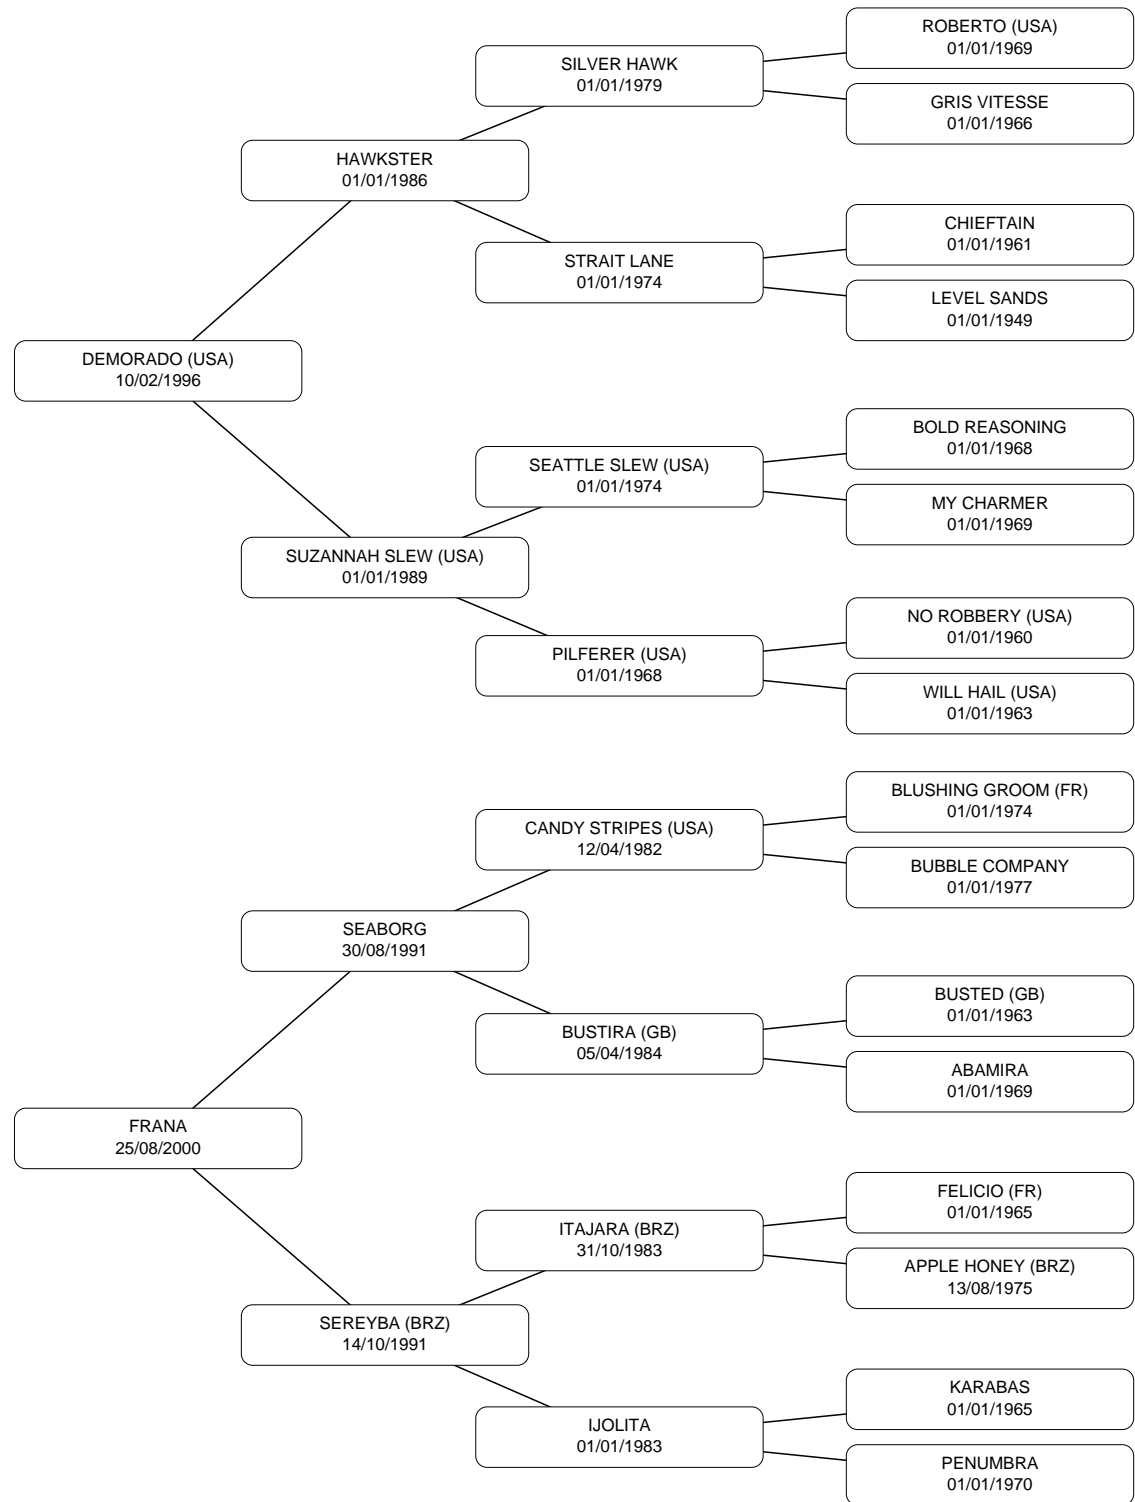 ROBERTO (USA)
01/01/1969
SILVER HAWK
01/01/1979
GRIS VITESSE
01/01/1966
HAWKSTER
01/01/1986
CHIEFTAIN
01/01/1961
STRAIT LANE
01/01/1974
LEVEL SANDS
01/01/1949
DEMORADO (USA)
10/02/1996
BOLD REASONING
01/01/1968
SEATTLE SLEW (USA)
01/01/1974
MY CHARMER
01/01/1969
SUZANNAH SLEW (USA)
01/01/1989
NO ROBBERY (USA)
01/01/1960
PILFERER (USA)
01/01/1968
WILL HAIL (USA)
01/01/1963
BLUSHING GROOM (FR)
01/01/1974
CANDY STRIPES (USA)
12/04/1982
BUBBLE COMPANY
01/01/1977
SEABORG
30/08/1991
BUSTED (GB)
01/01/1963
BUSTIRA (GB)
05/04/1984
ABAMIRA
01/01/1969
FRANA
25/08/2000
FELICIO (FR)
01/01/1965
ITAJARA (BRZ)
31/10/1983
APPLE HONEY (BRZ)
13/08/1975
SEREYBA (BRZ)
14/10/1991
KARABAS
01/01/1965
IJOLITA
01/01/1983
PENUMBRA
01/01/1970